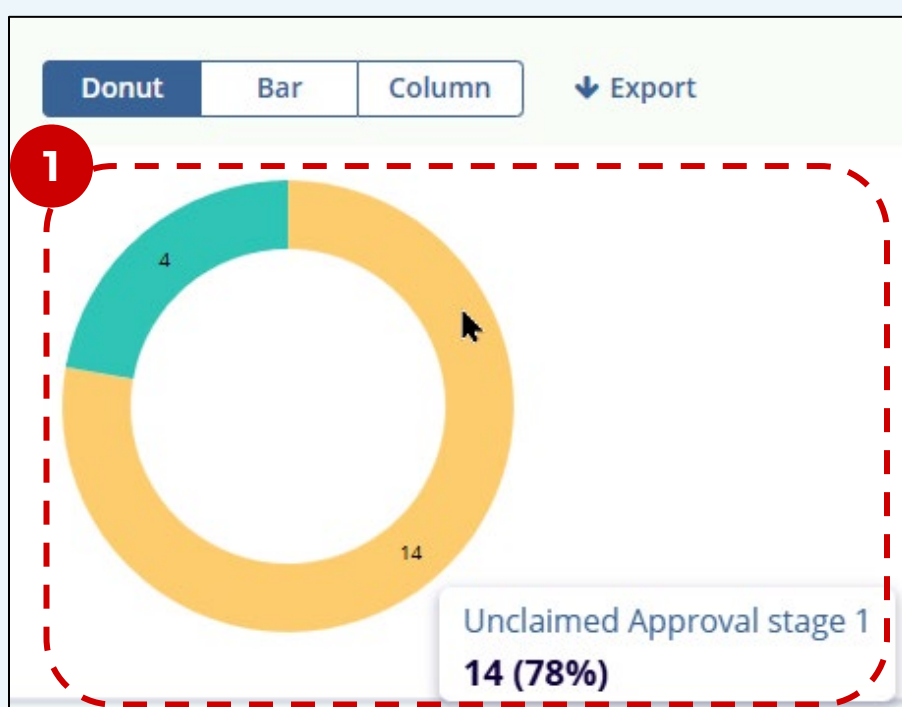 Donut Bar Column Export
1
4
14
Unclaimed Approval stage 1
14 (78%)